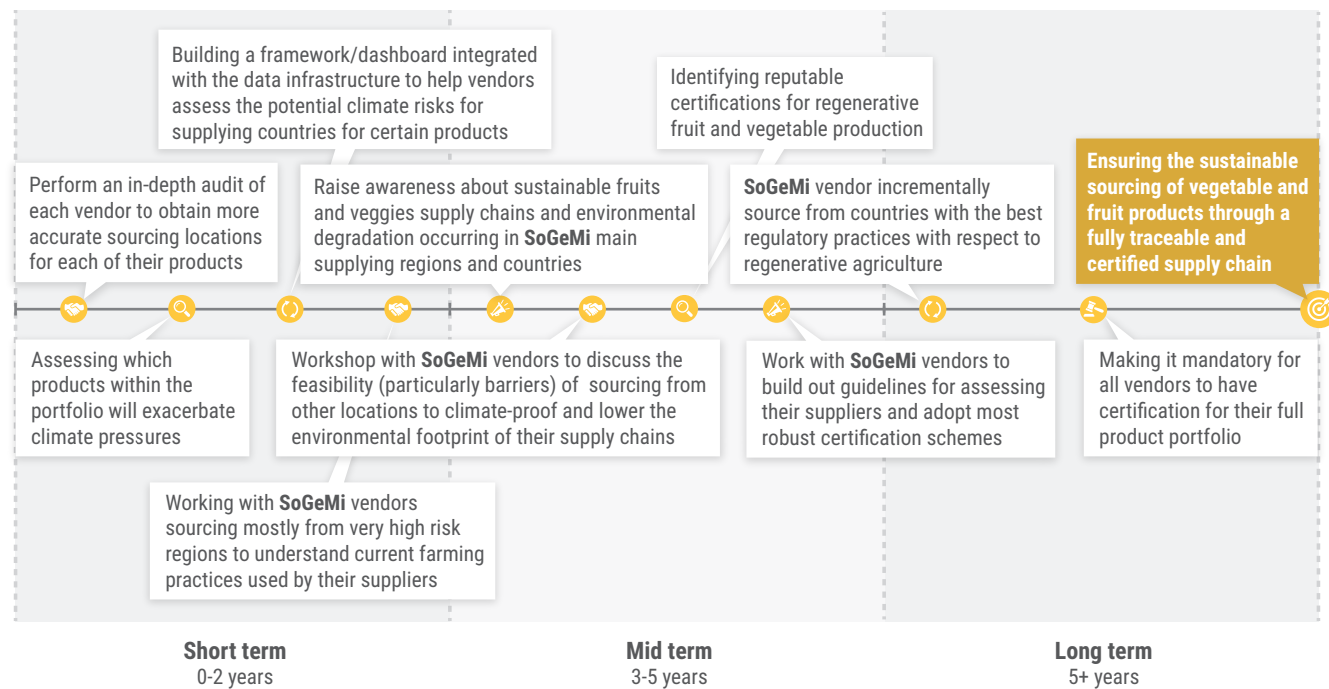 Building a framework/dashboard integrated
with the data infrastructure to help vendors
assess the potential climate risks for
supplying countries for certain products
Identifying reputable
certifications for regenerative
fruit and vegetable production
Perform an in-depth audit of
each vendor to obtain more
accurate sourcing locations
for each of their products
Raise awareness about sustainable fruits
and veggies supply chains and environmental
degradation occurring in SoGeMi main
supplying regions and countries
SoGeMi vendor incrementally
source from countries with the best
regulatory practices with respect to
regenerative agriculture
Ensuring the sustainable
sourcing of vegetable and
fruit products through a
fully traceable and
certified supply chain
Assessing which
products within the
portfolio will exacerbate
climate pressures
Workshop with SoGeMi vendors to discuss the
feasibility (particularly barriers) of sourcing from
other locations to climate-proof and lower the
environmental footprint of their supply chains
Work with SoGeMi vendors to
build out guidelines for assessing
their suppliers and adopt most
robust certification schemes
Making it mandatory for
all vendors to have
certification for their full
product portfolio
Working with SoGeMi vendors
sourcing mostly from very high risk
regions to understand current farming
practices used by their suppliers
Short term
0-2 years
Mid term
3-5 years
Long term
5+ years